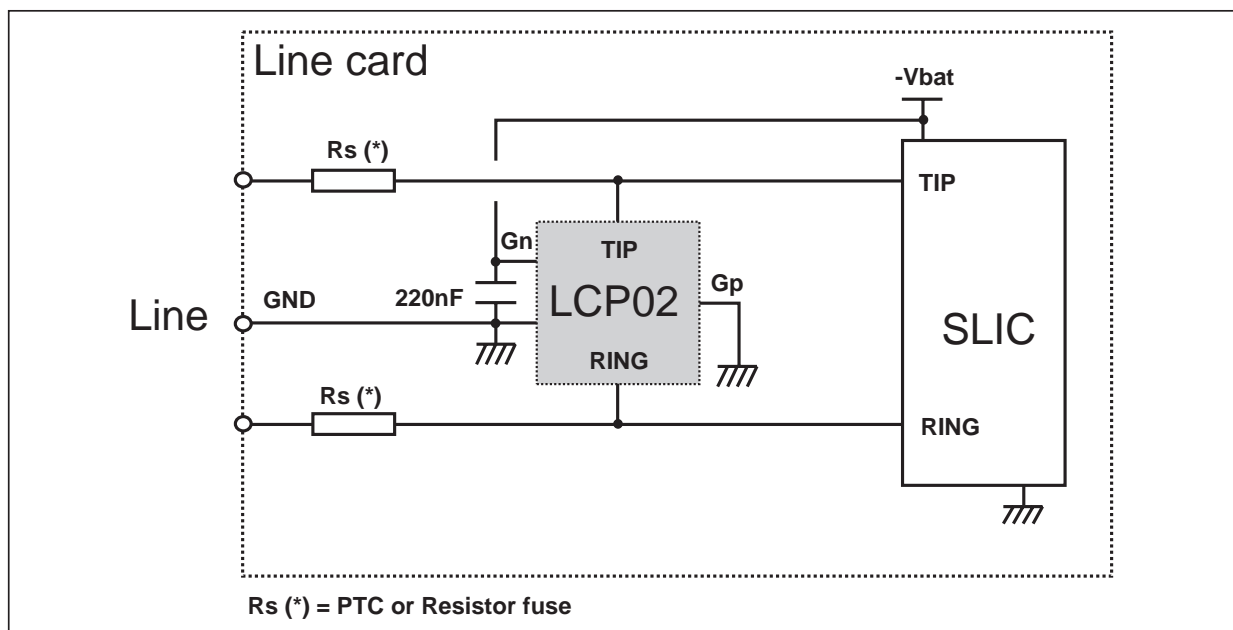 Line card
-Vbat
Rs (*)
TIP
Gn
TIP
Gp
220nF
LCP02
GND
Line
SLIC
RING
Rs (*)
RING
Rs (*) = PTC or Resistor fuse